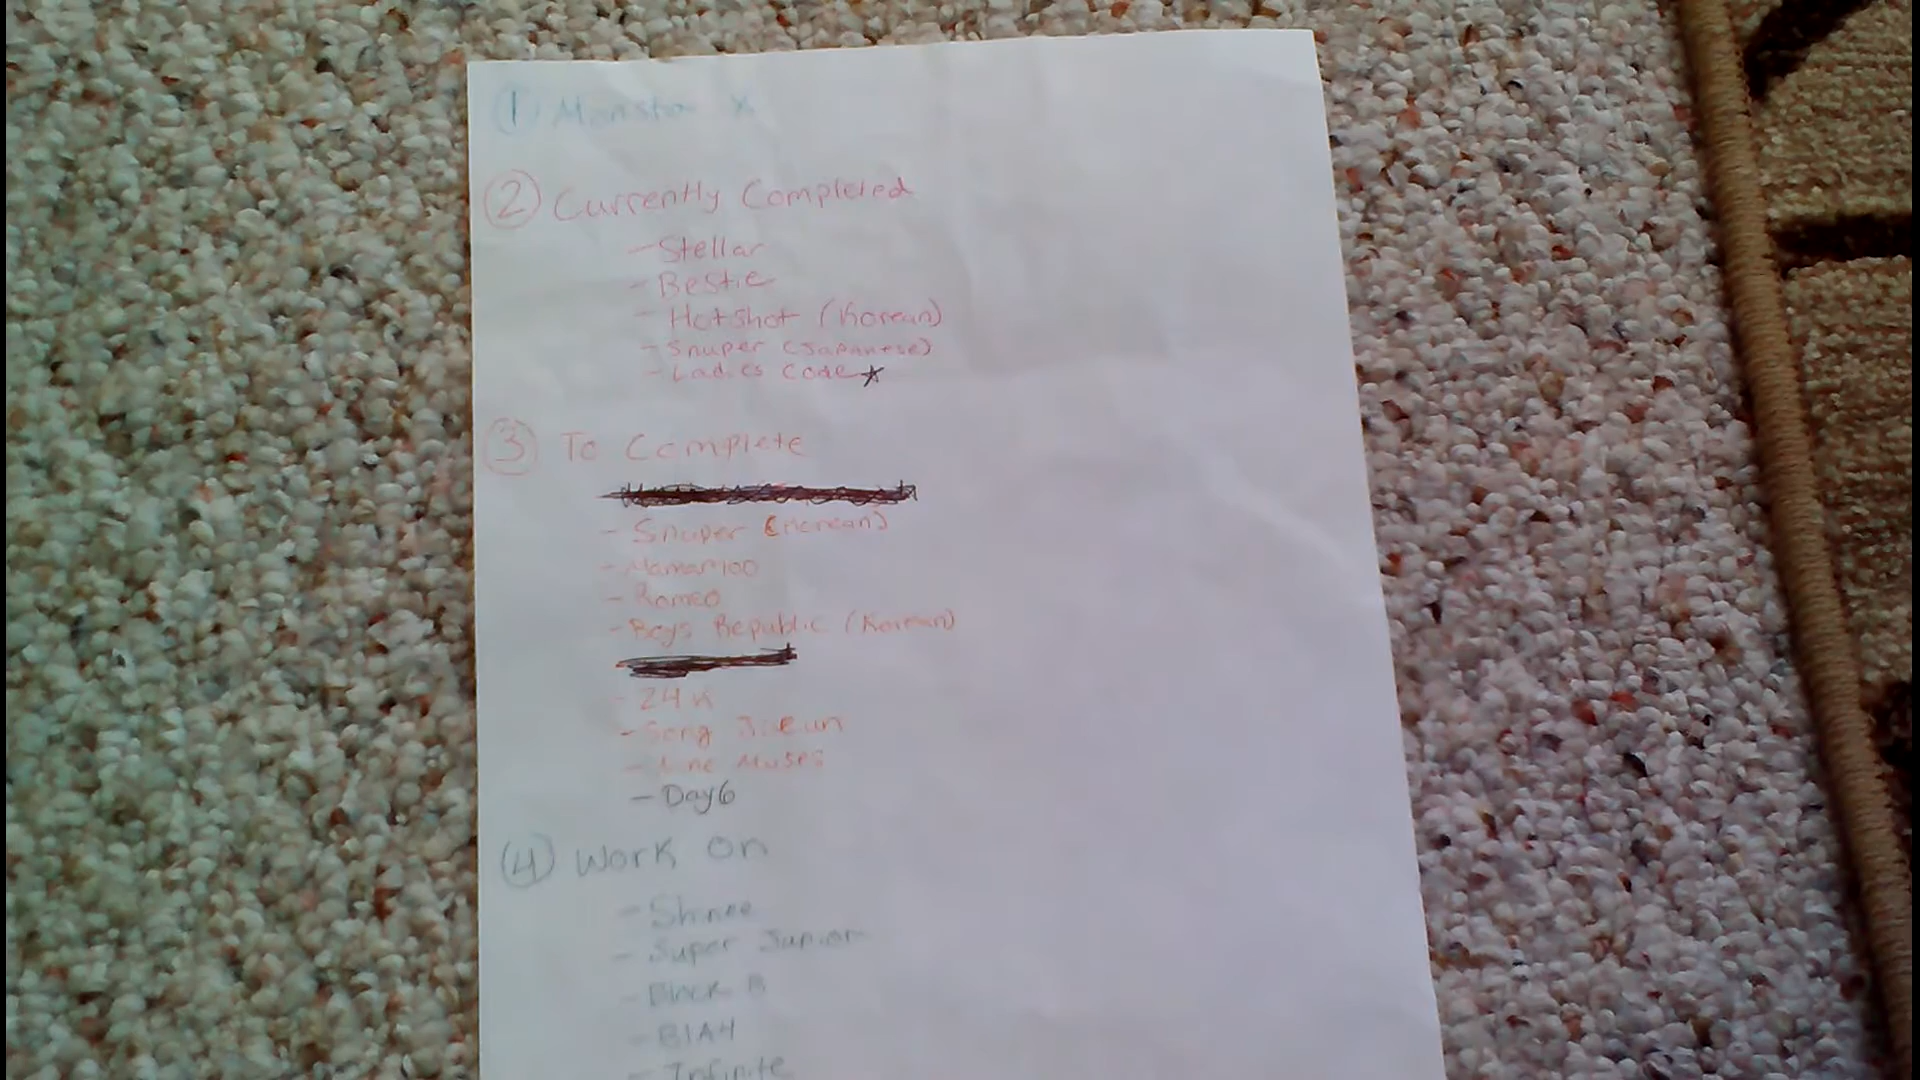 ① Monsta X
② Currently Completed
- Stellar
- Bestie
- Hotshot (Korean)
- Snuper (Japanese)
- Ladies Code ☆
③ To Complete
- Snuper (Korean)
- Mamamoo
- Romeo
- Boys Republic (Korean)
- 24K
- Song JiEun
- Nine Muses
- Day6
④ Work On
- Shinee
- Super Junior
- Block B
- B1A4
- Infinite